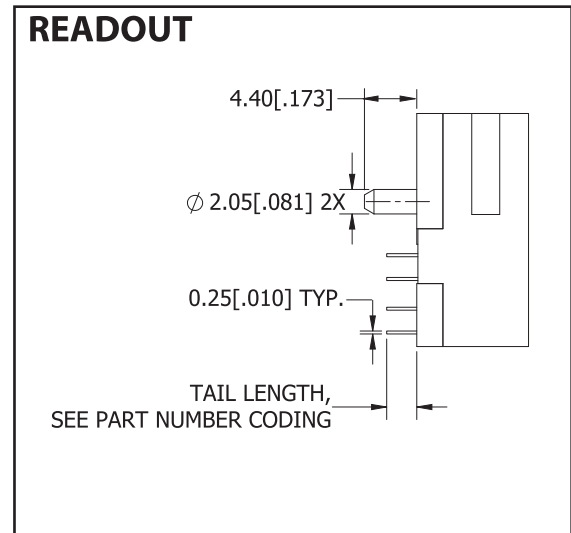 READOUT
4.40[.173]
∅ 2.05[.081] 2X
0.25[.010] TYP.
TAIL LENGTH,
SEE PART NUMBER CODING